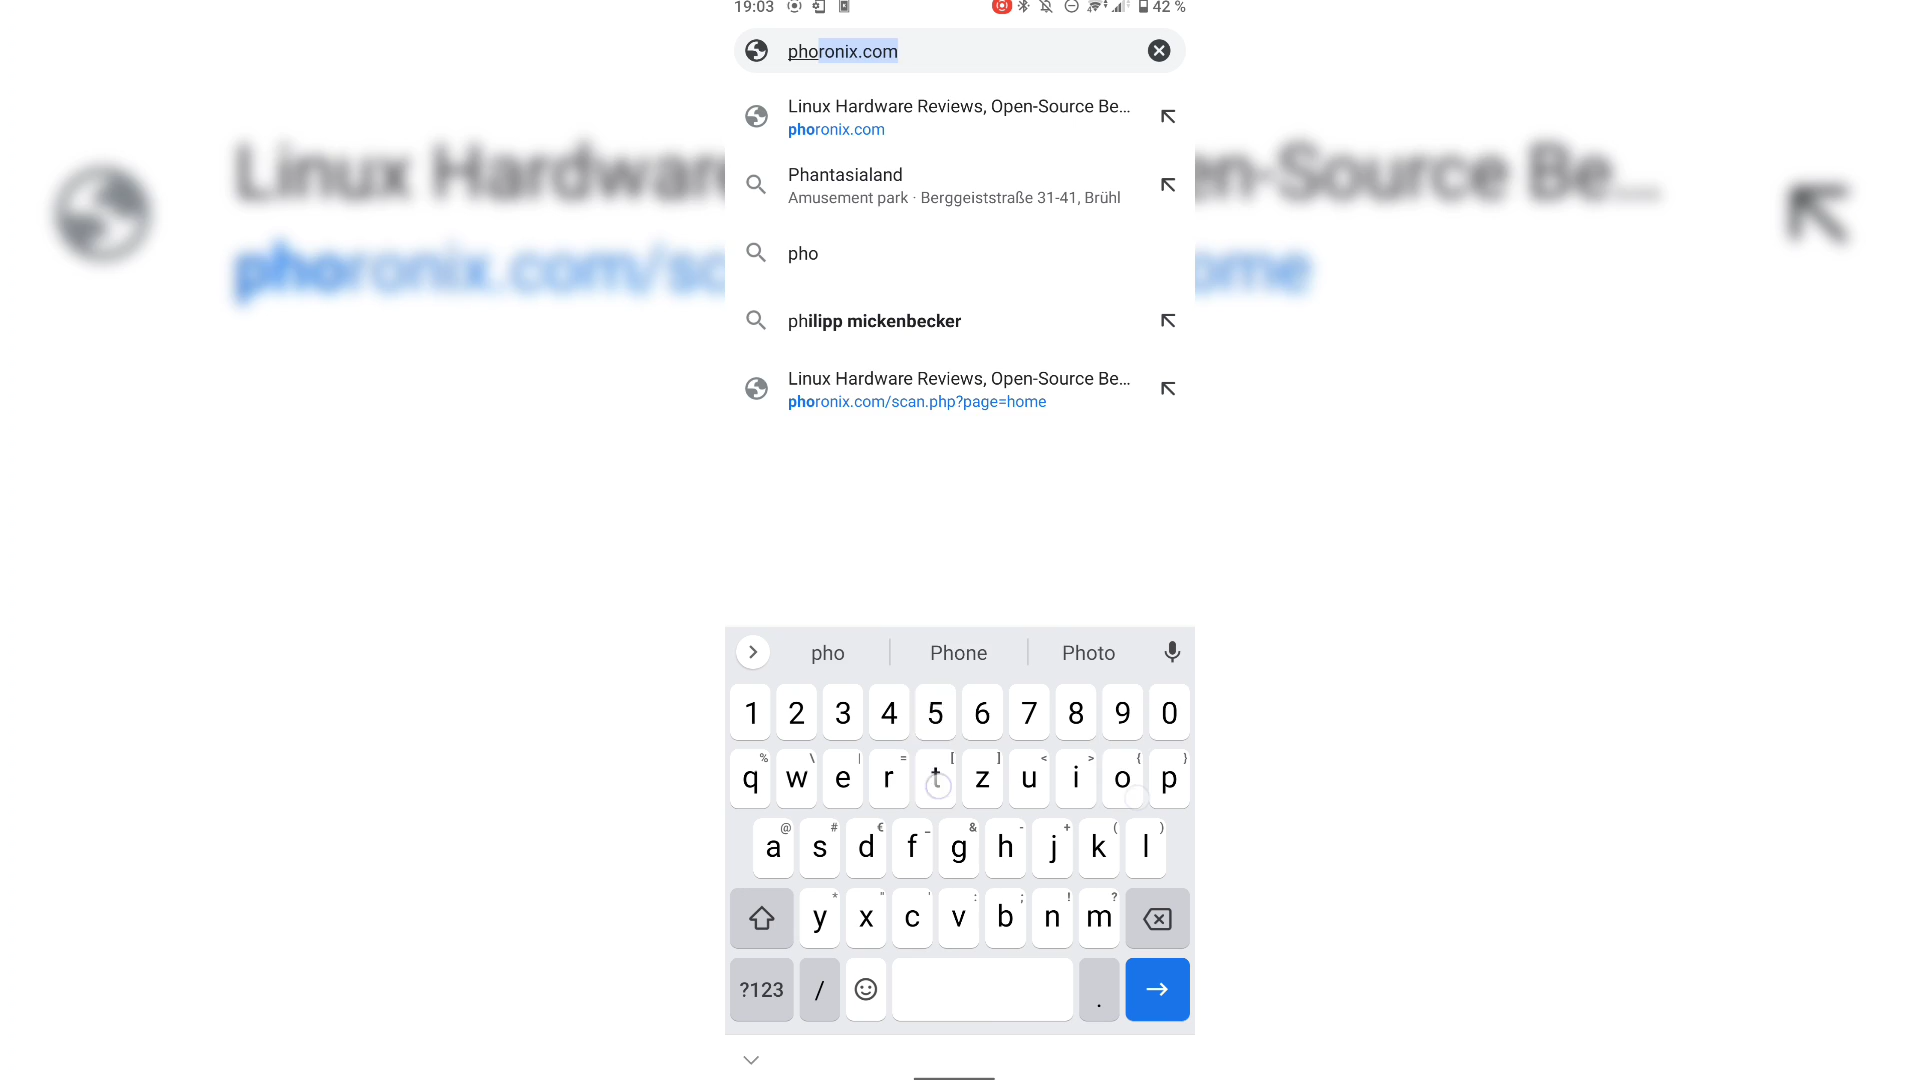 19:03 42 %
phoronix.com
Linux Hardware Reviews, Open-Source Be...
phoronix.com
Phantasialand
Amusement park · Berggeiststraße 31-41, Brühl
pho
philipp mickenbecker
Linux Hardware Reviews, Open-Source Be...
phoronix.com/scan.php?page=home
pho Phone Photo
1 2 3 4 5 6 7 8 9 0
% \ | = [ ] < > { }
q w e r t z u i o p
@ # € _ & - + ( )
a s d f g h j k l
* " ' : ; ! ?
y x c v b n m
?123 / .